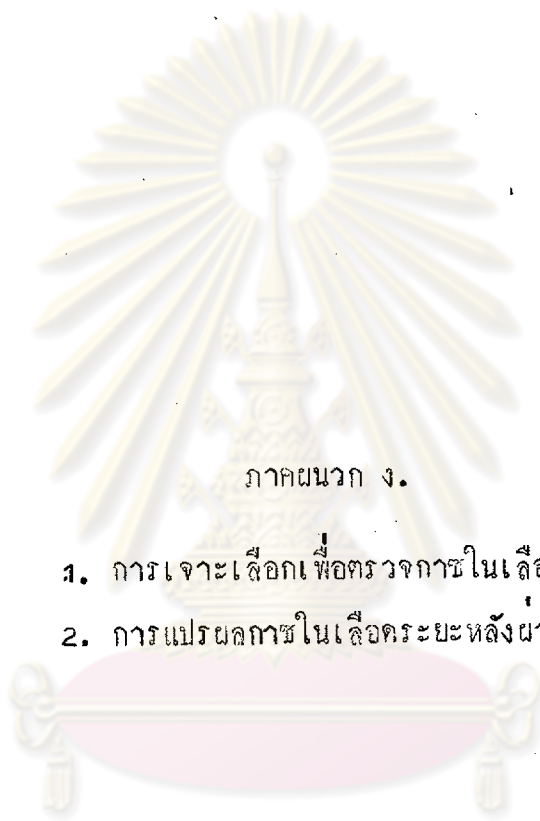 ภาคผนวก ง.
1. การเจาะเลือดเพื่อตรวจกาซในเลือ
2. การแปรผลกาซในเลือดระยะหลังผ่า